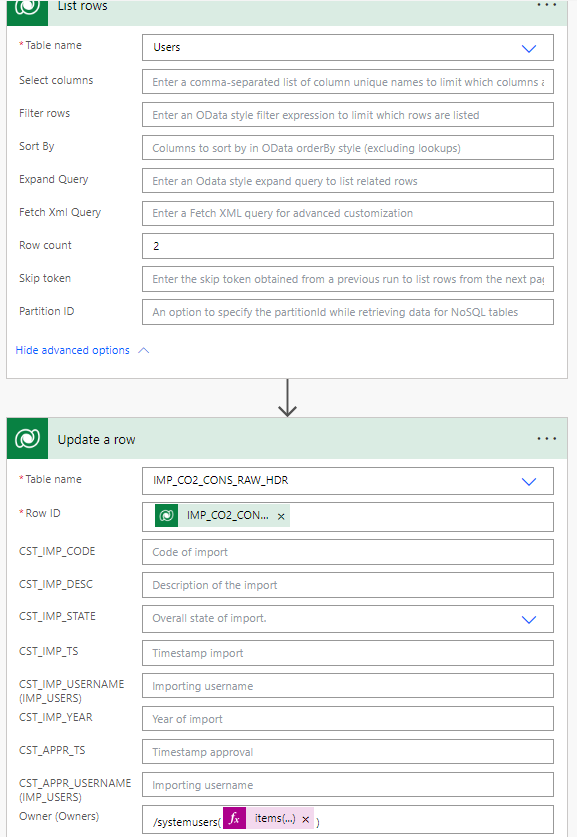 List rows
* Table name Users
Select columns Enter a comma-separated list of column unique names to limit which columns a
Filter rows Enter an OData style filter expression to limit which rows are listed
Sort By Columns to sort by in OData orderBy style (excluding lookups)
Expand Query Enter an Odata style expand query to list related rows
Fetch Xml Query Enter a Fetch XML query for advanced customization
Row count 2
Skip token Enter the skip token obtained from a previous run to list rows from the next pag
Partition ID An option to specify the partitionId while retrieving data for NoSQL tables
Hide advanced options
Update a row
* Table name IMP_CO2_CONS_RAW_HDR
* Row ID IMP_CO2_CON... ×
CST_IMP_CODE Code of import
CST_IMP_DESC Description of the import
CST_IMP_STATE Overall state of import.
CST_IMP_TS Timestamp import
CST_IMP_USERNAME Importing username
(IMP_USERS)
CST_IMP_YEAR Year of import
CST_APPR_TS Timestamp approval
CST_APPR_USERNAME Importing username
(IMP_USERS)
Owner (Owners) /systemusers( fx items(...) × )